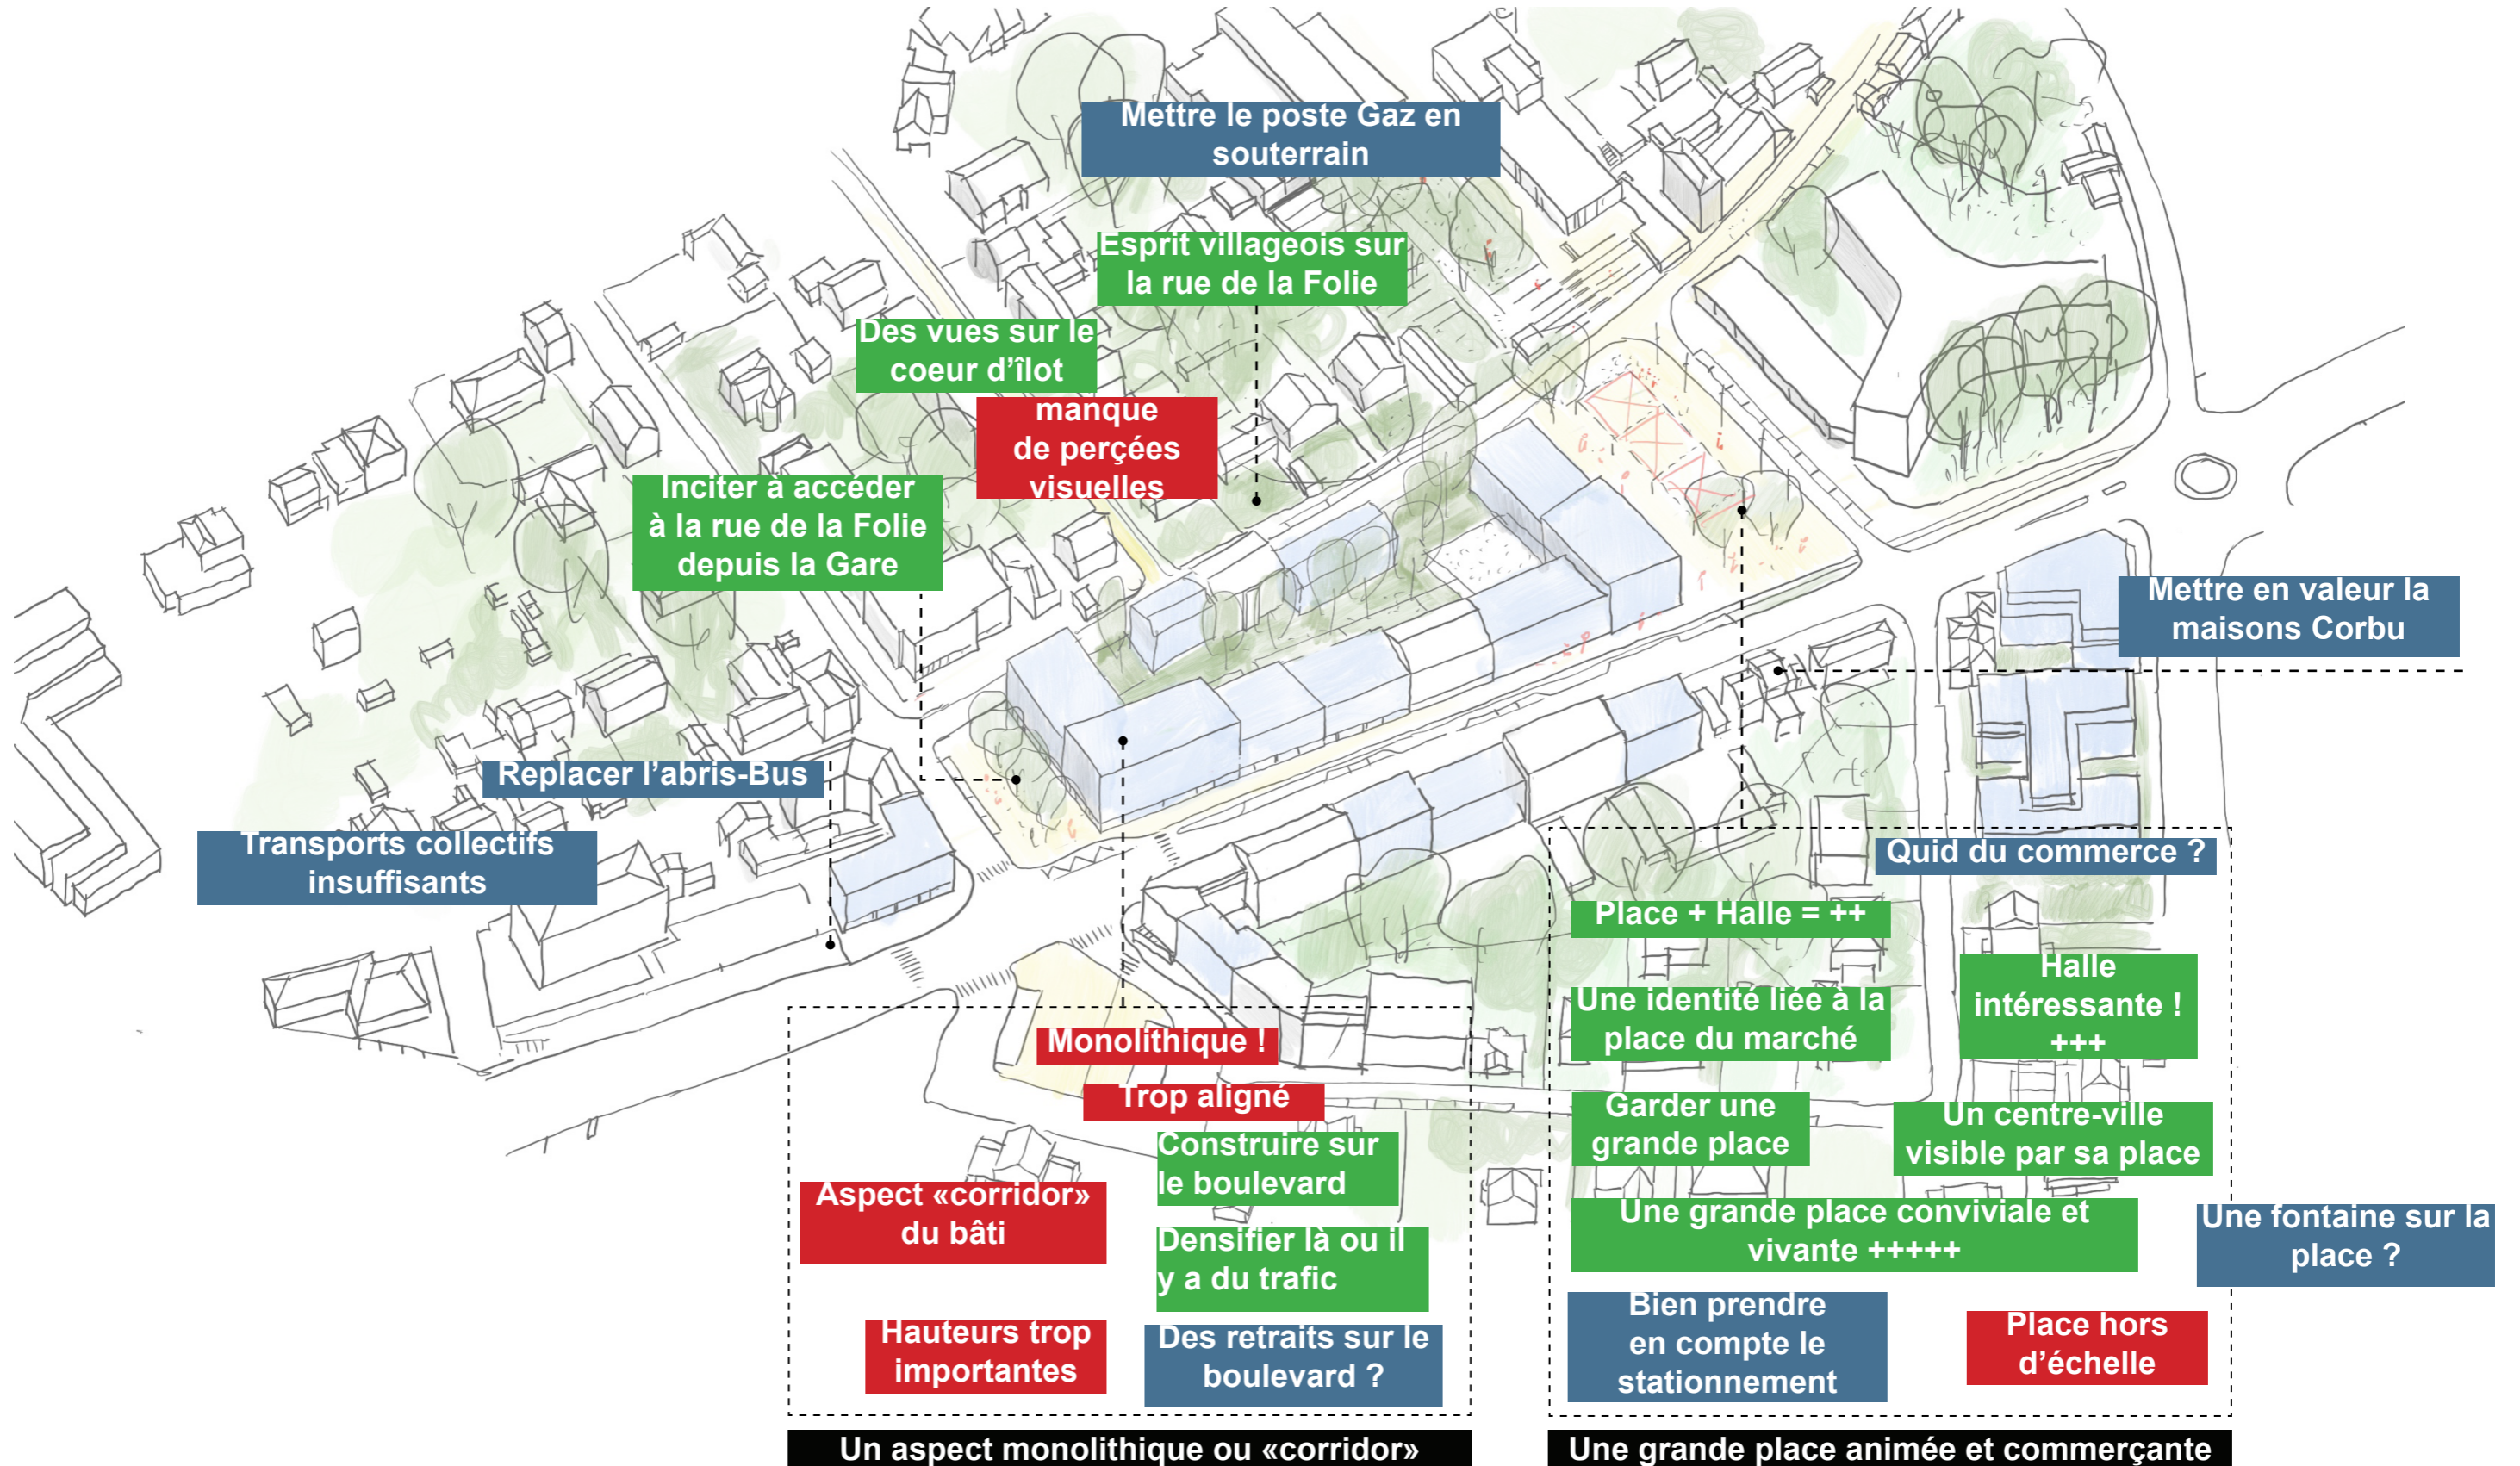 Mettre le poste Gaz en
souterrain
Esprit villageois sur
la rue de la Folie
Des vues sur le
coeur d’îlot
manque
de perçées
visuelles
Inciter à accéder
à la rue de la Folie
depuis la Gare
Mettre en valeur la
maisons Corbu
Replacer l’abris-Bus
Transports collectifs
insuffisants
Monolithique !
Trop aligné
Construire sur
le boulevard
Aspect «corridor»
du bâti
Densifier là ou il
y a du trafic
Hauteurs trop
importantes
Des retraits sur le
boulevard ?
Un aspect monolithique ou «corridor»
Quid du commerce ?
Place + Halle = ++
Halle
intéressante !
+++
Une identité liée à la
place du marché
Garder une
grande place
Un centre-ville
visible par sa place
Une grande place conviviale et
vivante +++++
Une fontaine sur la
place ?
Bien prendre
en compte le
stationnement
Place hors
d’échelle
Une grande place animée et commerçante